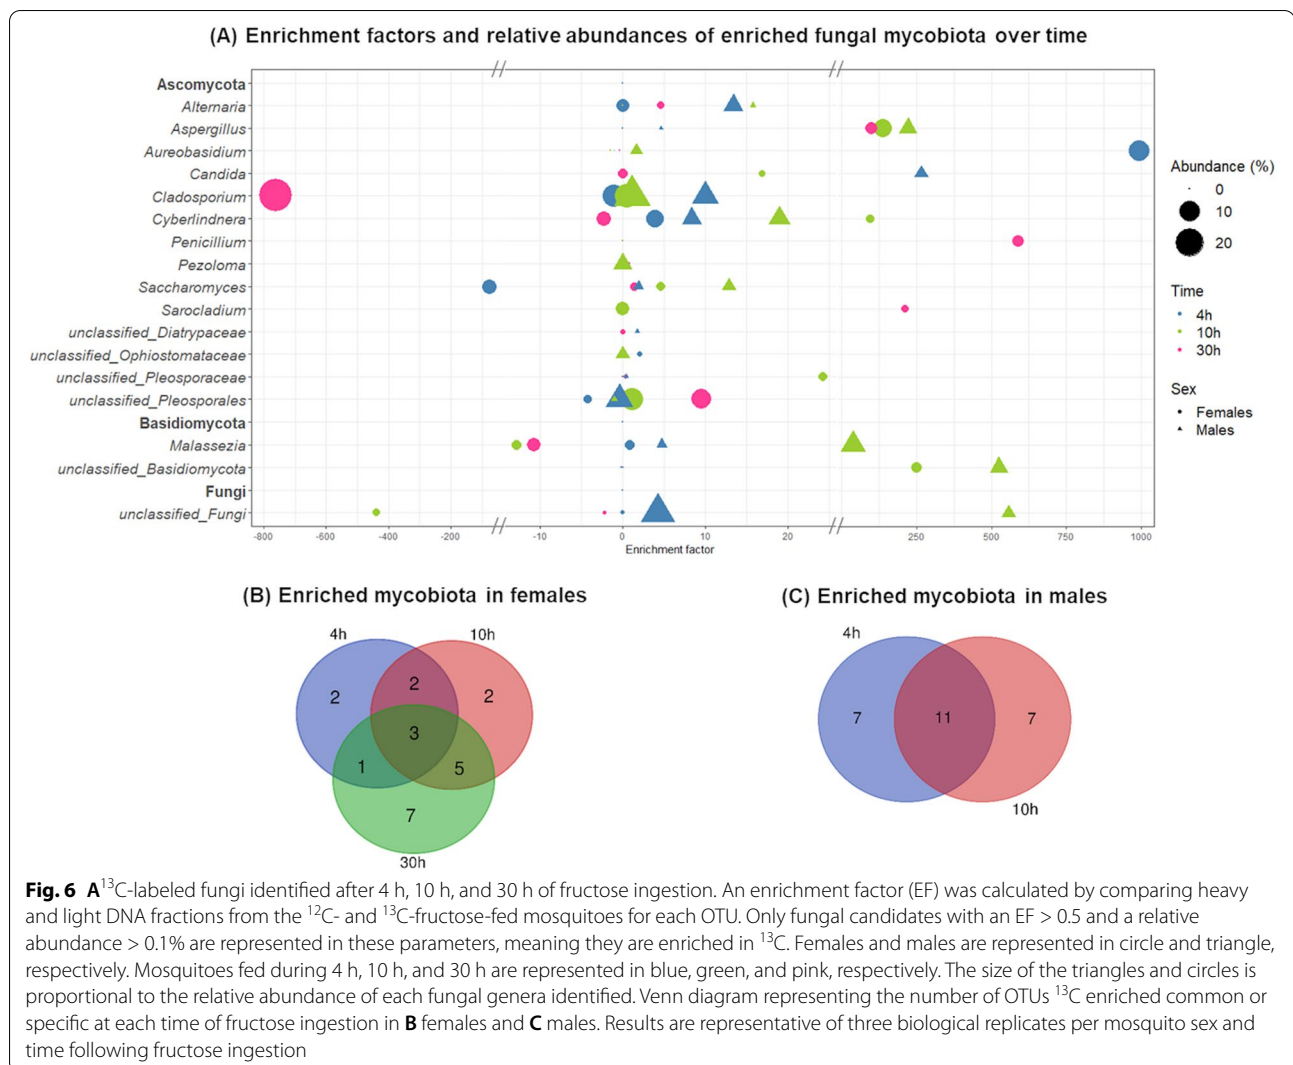 (A) Enrichment factors and relative abundances of enriched fungal mycobiota over time
Ascomycota
Alternaria
Aspergillus
Aureobasidium
Candida
Cladosporium
Cyberlindnera
Penicillium
Pezoloma
Saccharomyces
Sarocladium
unclassified_Diatrypaceae
unclassified_Ophiostomataceae
unclassified_Pleosporaceae
unclassified_Pleosporales
Basidiomycota
Malassezia
unclassified_Basidiomycota
Fungi
unclassified_Fungi
-800 -600 -400 -200 -10 0 10 20 250 500 750 1000
Enrichment factor
Abundance (%)
0
10
20
Time
4h
10h
30h
Sex
Females
Males
(B) Enriched mycobiota in females
4h 10h
2 2 2
3
1 5
7
30h
(C) Enriched mycobiota in males
4h
7 11 7
10h
Fig. 6 A 13C-labeled fungi identified after 4 h, 10 h, and 30 h of fructose ingestion. An enrichment factor (EF) was calculated by comparing heavy
and light DNA fractions from the 12C- and 13C-fructose-fed mosquitoes for each OTU. Only fungal candidates with an EF > 0.5 and a relative
abundance > 0.1% are represented in these parameters, meaning they are enriched in 13C. Females and males are represented in circle and triangle,
respectively. Mosquitoes fed during 4 h, 10 h, and 30 h are represented in blue, green, and pink, respectively. The size of the triangles and circles is
proportional to the relative abundance of each fungal genera identified. Venn diagram representing the number of OTUs 13C enriched common or
specific at each time of fructose ingestion in B females and C males. Results are representative of three biological replicates per mosquito sex and
time following fructose ingestion